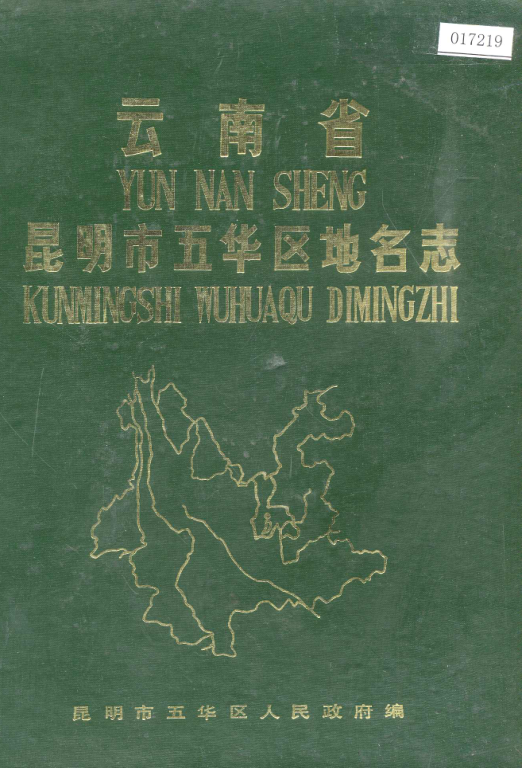 017219
云南省
YUN NAN SHENG
昆明市五华区地名志
KUNMINGSHI WUHUAQU DIMINGZHI
昆明市五华区人民政府编